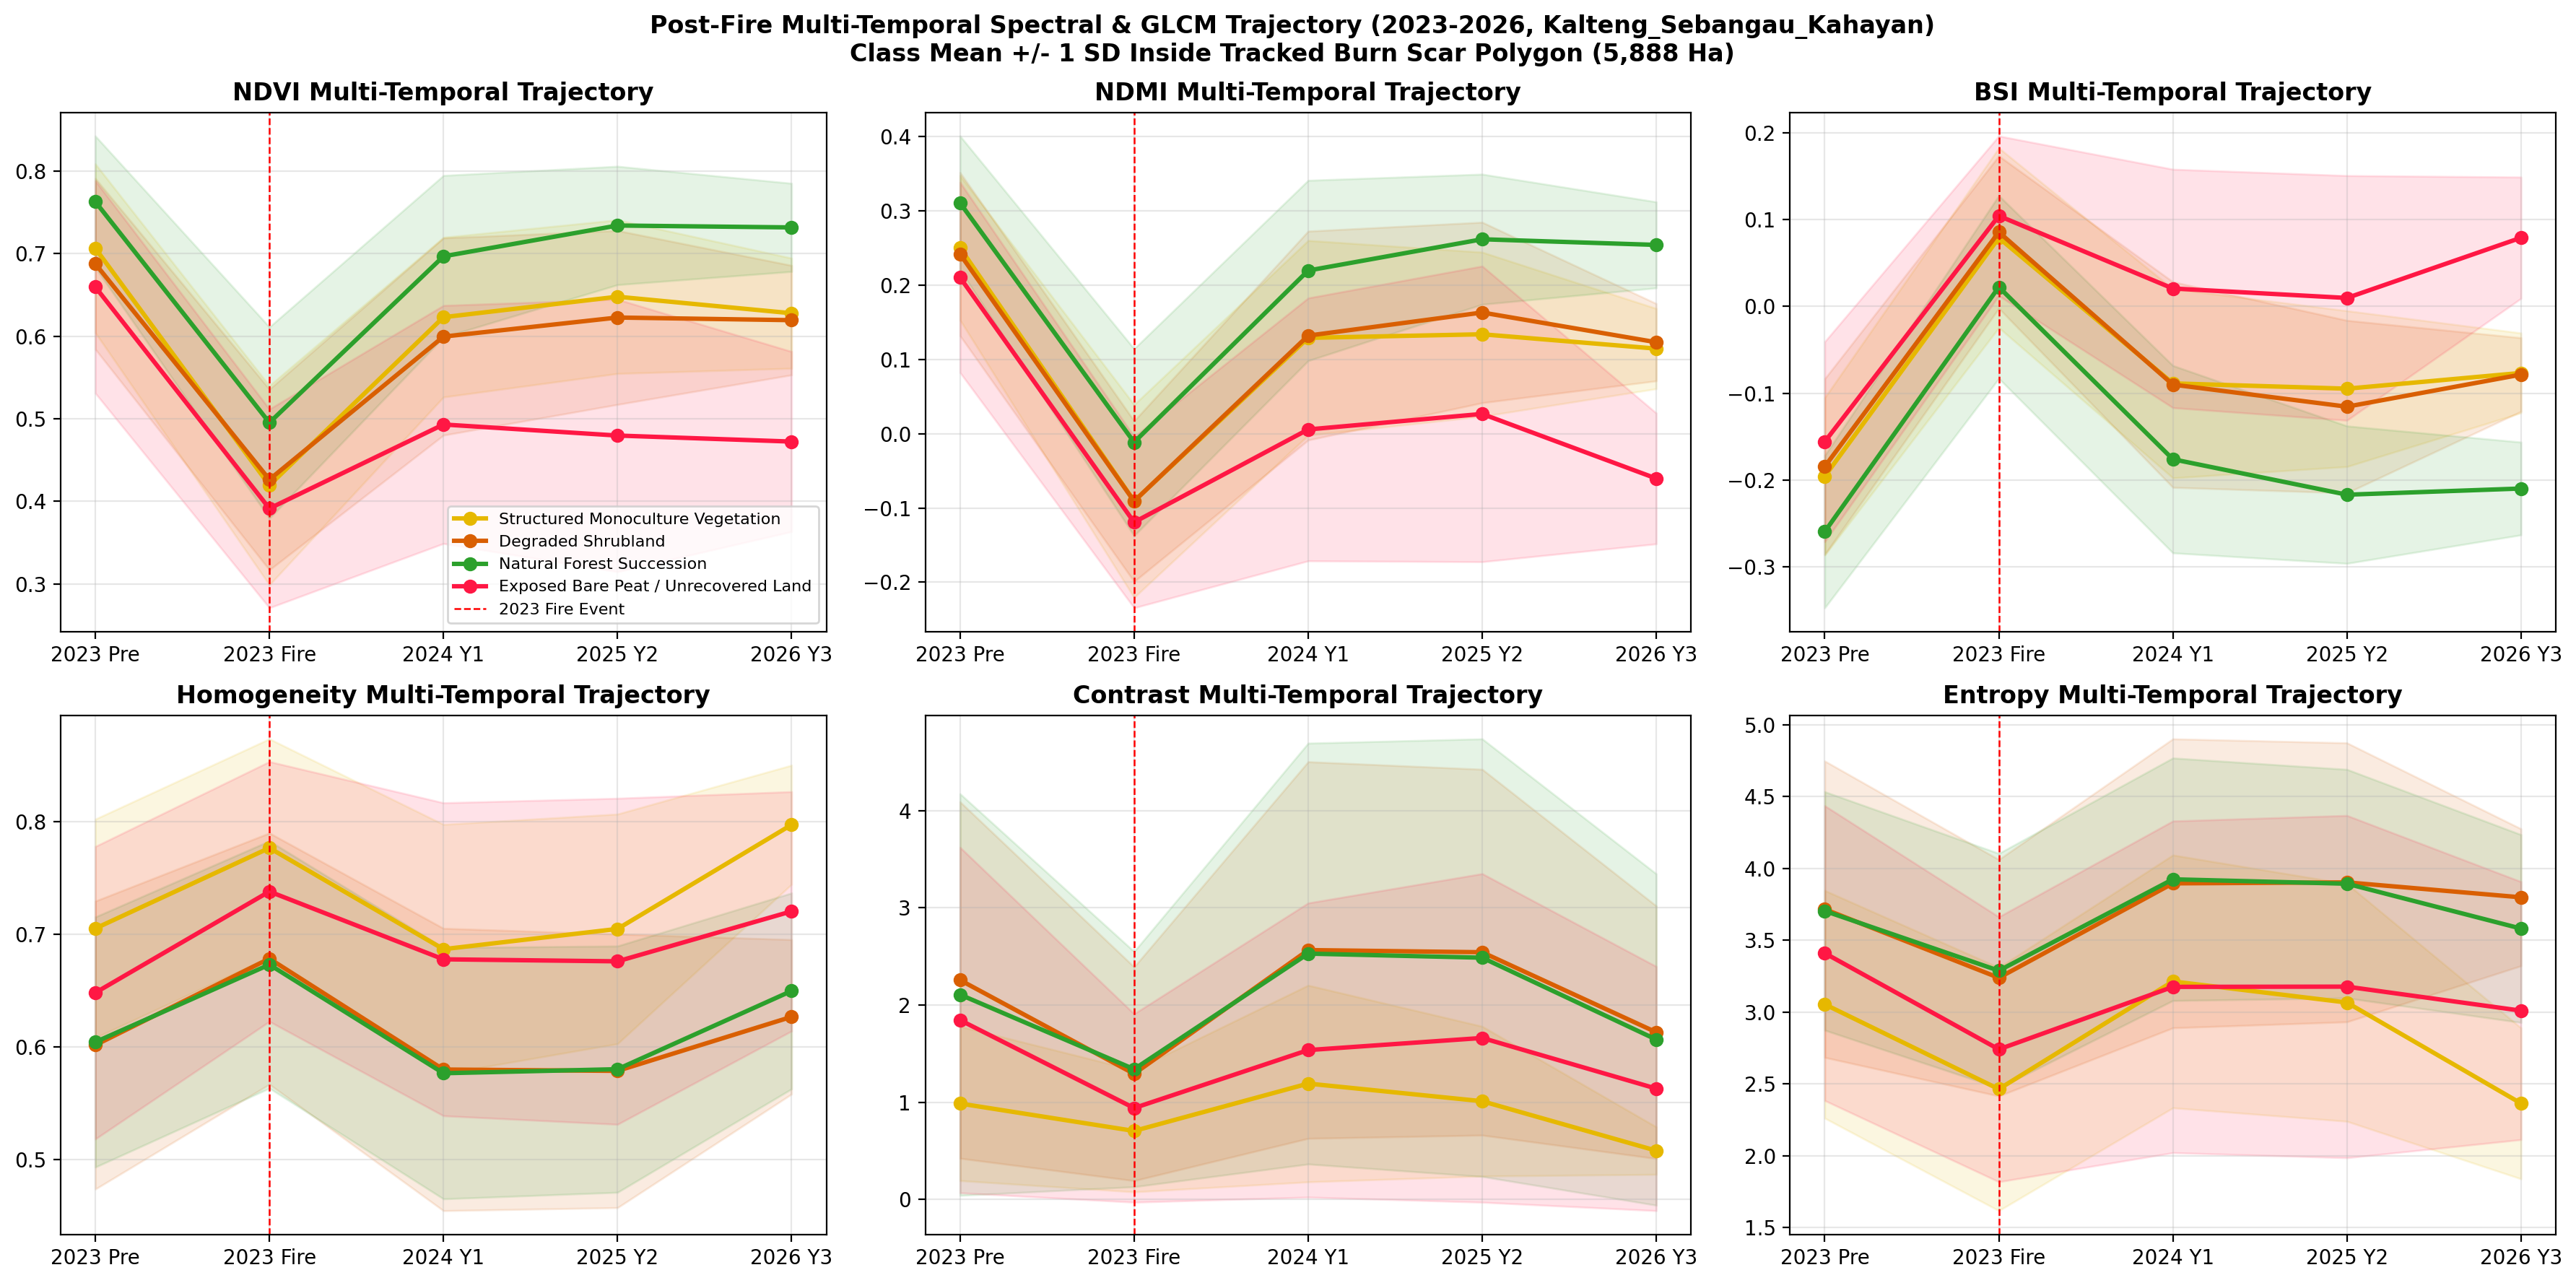 Post-Fire Multi-Temporal Spectral & GLCM Trajectory (2023-2026, Kalteng_Sebangau_Kahayan)
Class Mean +/- 1 SD Inside Tracked Burn Scar Polygon (5,888 Ha)
NDVI Multi-Temporal Trajectory
0.8
0.7
0.6
0.5
0.4
0.3
Structured Monoculture Vegetation
Degraded Shrubland
Natural Forest Succession
Exposed Bare Peat / Unrecovered Land
2023 Fire Event
2023 Pre
2023 Fire
2024 Y1
2025 Y2
2026 Y3
NDMI Multi-Temporal Trajectory
0.4
0.3
0.2
0.1
0.0
−0.1
−0.2
2023 Pre
2023 Fire
2024 Y1
2025 Y2
2026 Y3
BSI Multi-Temporal Trajectory
0.2
0.1
0.0
−0.1
−0.2
−0.3
2023 Pre
2023 Fire
2024 Y1
2025 Y2
2026 Y3
Homogeneity Multi-Temporal Trajectory
0.8
0.7
0.6
0.5
2023 Pre
2023 Fire
2024 Y1
2025 Y2
2026 Y3
Contrast Multi-Temporal Trajectory
4
3
2
1
0
2023 Pre
2023 Fire
2024 Y1
2025 Y2
2026 Y3
Entropy Multi-Temporal Trajectory
5.0
4.5
4.0
3.5
3.0
2.5
2.0
1.5
2023 Pre
2023 Fire
2024 Y1
2025 Y2
2026 Y3